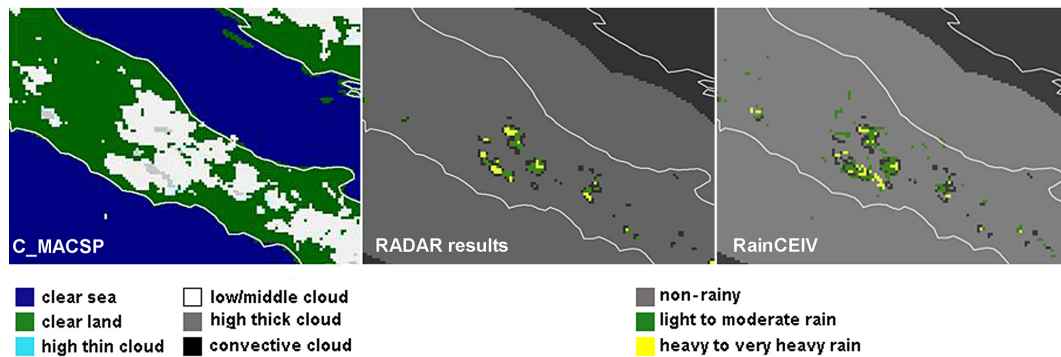 C_MACSP
RADAR results
RainCEIV
clear sea
low/middle cloud
non-rainy
clear land
high thick cloud
light to moderate rain
high thin cloud
convective cloud
heavy to very heavy rain